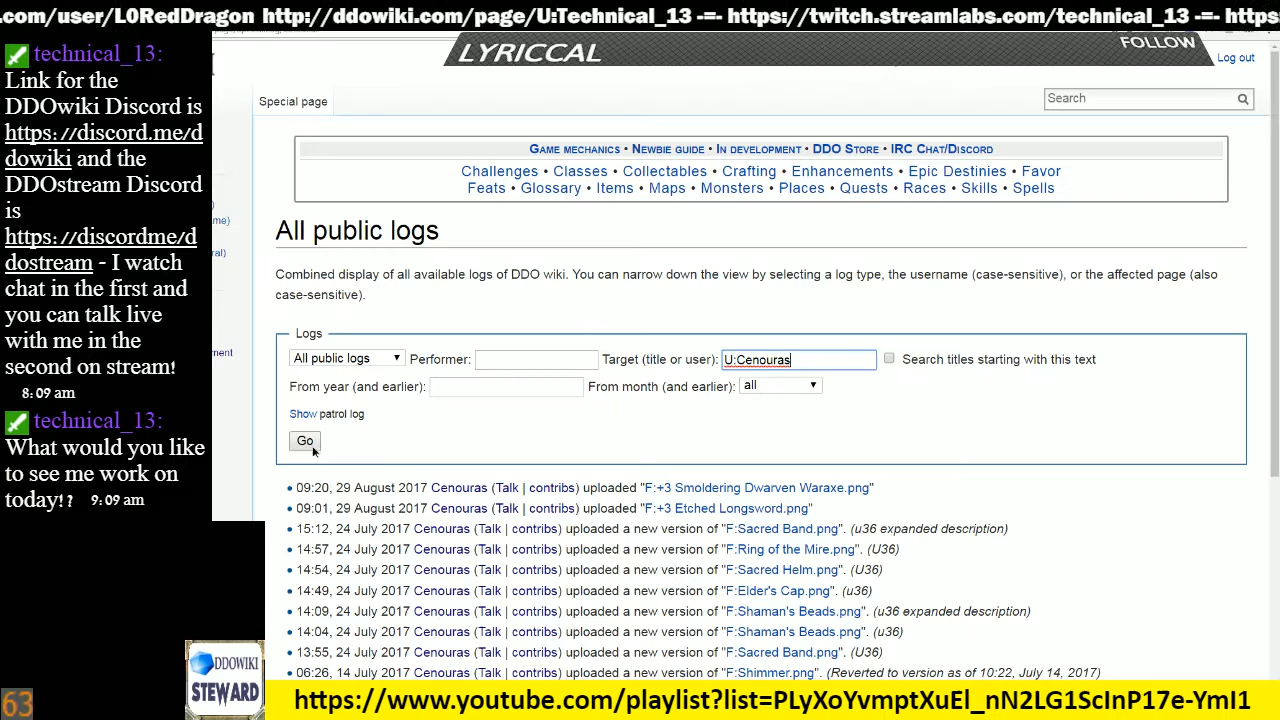 .com/user/L0RedDragon http://ddowiki.com/page/U:Technical_13 -=- https://twitch.streamlabs.com/technical_13 -=- https
technical_13:
Link for the
DDOwiki Discord is
https://discord.me/d
dowiki and the
DDOstream Discord
is
https://discordme/d
dostream - I watch
chat in the first and
you can talk live
with me in the
second on stream!
8:09 am
technical_13:
What would you like
to see me work on
today!? 9:09 am
LYRICCAL
FOLLOW
Log out
Special page
Search
me)
ral)
ment
Game mechanics • Newbie guide • In development • DDO Store • IRC Chat/Discord
Challenges • Classes • Collectables • Crafting • Enhancements • Epic Destinies • Favor
Feats • Glossary • Items • Maps • Monsters • Places • Quests • Races • Skills • Spells
All public logs
Combined display of all available logs of DDO wiki. You can narrow down the view by selecting a log type, the username (case-sensitive), or the affected page (also
case-sensitive).
Logs
All public logs Performer: Target (title or user): U:Cenouras Search titles starting with this text
From year (and earlier): From month (and earlier): all
Show patrol log
Go
• 09:20, 29 August 2017 Cenouras (Talk | contribs) uploaded "F:+3 Smoldering Dwarven Waraxe.png"
• 09:01, 29 August 2017 Cenouras (Talk | contribs) uploaded "F:+3 Etched Longsword.png"
• 15:12, 24 July 2017 Cenouras (Talk | contribs) uploaded a new version of "F:Sacred Band.png". (u36 expanded description)
• 14:57, 24 July 2017 Cenouras (Talk | contribs) uploaded a new version of "F:Ring of the Mire.png". (U36)
• 14:54, 24 July 2017 Cenouras (Talk | contribs) uploaded a new version of "F:Sacred Helm.png". (U36)
• 14:49, 24 July 2017 Cenouras (Talk | contribs) uploaded a new version of "F:Elder's Cap.png". (u36)
• 14:09, 24 July 2017 Cenouras (Talk | contribs) uploaded a new version of "F:Shaman's Beads.png". (u36 expanded description)
• 14:04, 24 July 2017 Cenouras (Talk | contribs) uploaded a new version of "F:Shaman's Beads.png". (u36)
• 13:55, 24 July 2017 Cenouras (Talk | contribs) uploaded a new version of "F:Sacred Band.png". (U36)
• 06:26, 14 July 2017 Cenouras (Talk | contribs) uploaded a new version of "F:Shimmer.png". (Reverted to version as of 10:22, July 14, 2017)
DDOWIKI
STEWARD
63
https://www.youtube.com/playlist?list=PLyXoYvmptXuEl_nN2LG1ScInP17e-YmI1